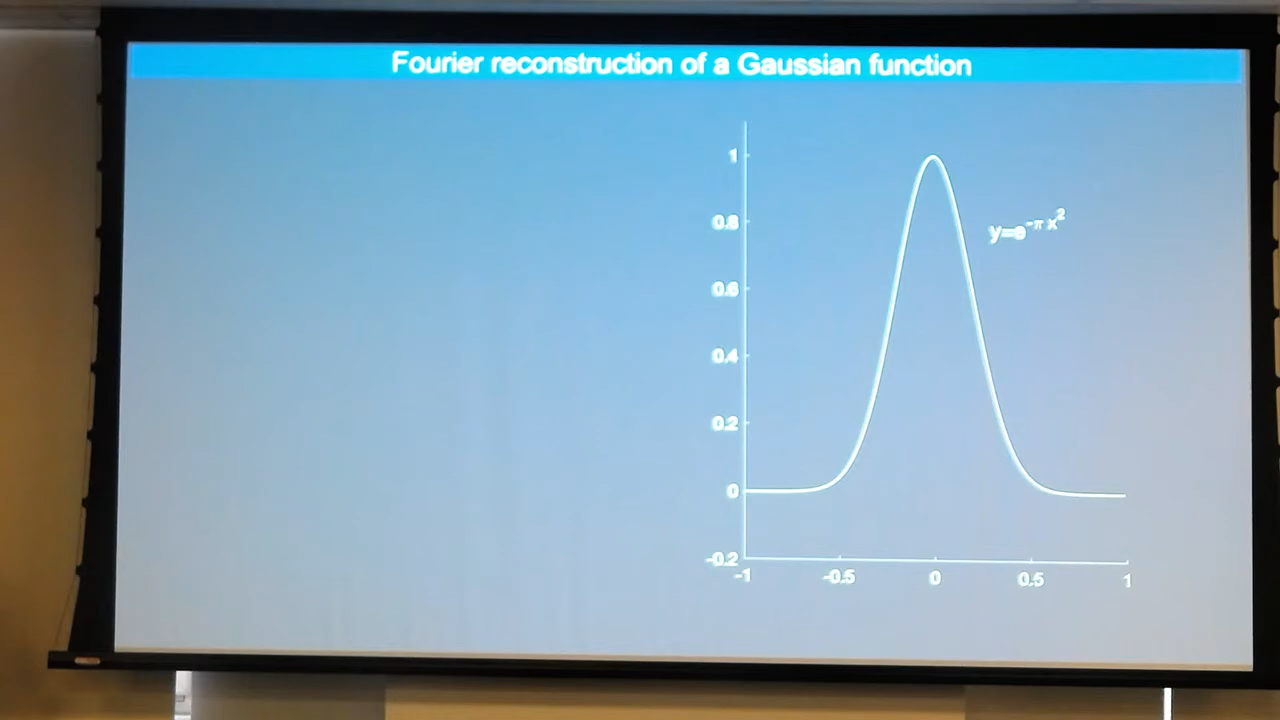 Fourier reconstruction of a Gaussian function
1
0.8
y=e^-π x^2
0.6
0.4
0.2
0
-0.2
-1 -0.5 0 0.5 1